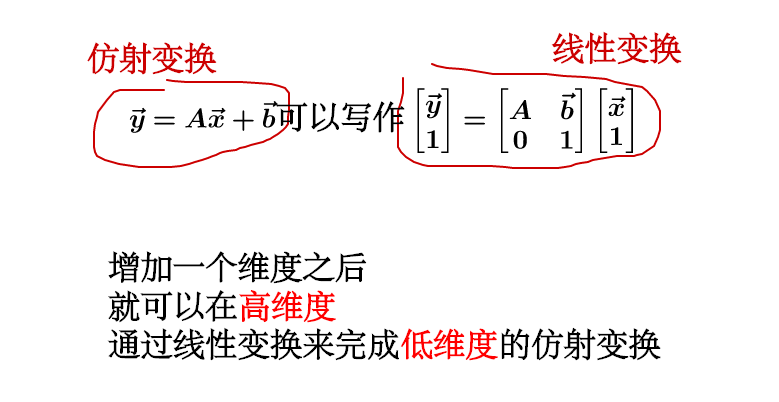 仿射变换
线性变换
$\vec{y} = A\vec{x} + \vec{b}$可以写作$\begin{bmatrix} \vec{y} \\ 1 \end{bmatrix} = \begin{bmatrix} A & \vec{b} \\ 0 & 1 \end{bmatrix} \begin{bmatrix} \vec{x} \\ 1 \end{bmatrix}$
增加一个维度之后
就可以在高维度
通过线性变换来完成低维度的仿射变换